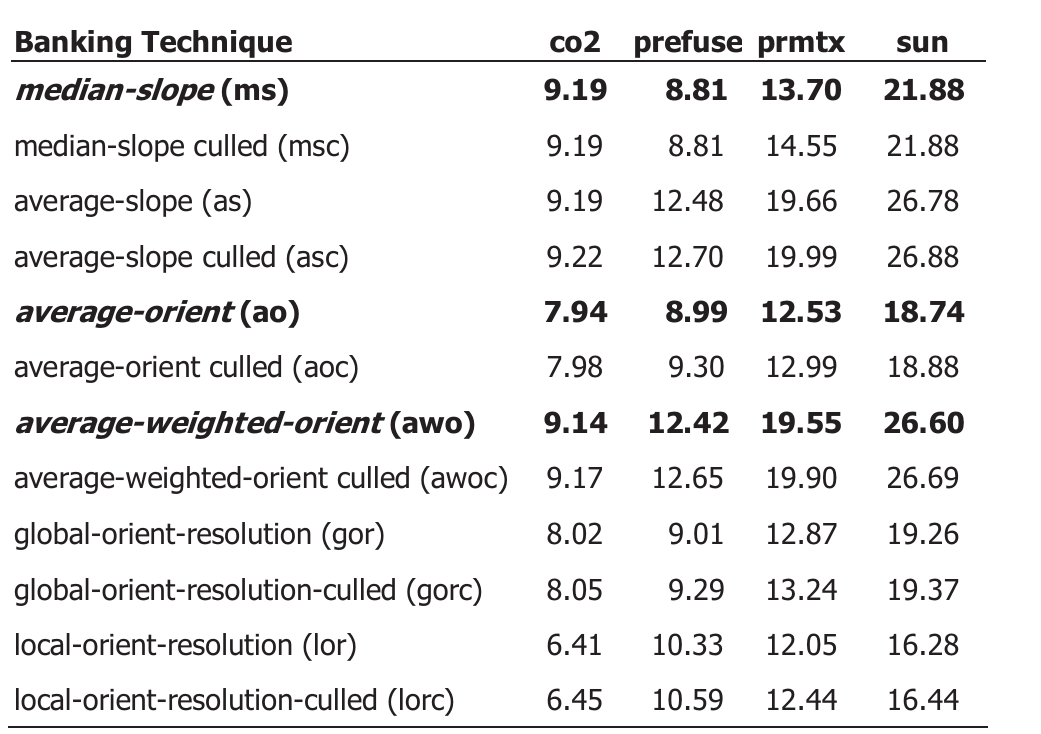 Banking Technique co2 prefuse prmtx sun
median-slope (ms) 9.19 8.81 13.70 21.88
median-slope culled (msc) 9.19 8.81 14.55 21.88
average-slope (as) 9.19 12.48 19.66 26.78
average-slope culled (asc) 9.22 12.70 19.99 26.88
average-orient (ao) 7.94 8.99 12.53 18.74
average-orient culled (aoc) 7.98 9.30 12.99 18.88
average-weighted-orient (awo) 9.14 12.42 19.55 26.60
average-weighted-orient culled (awoc) 9.17 12.65 19.90 26.69
global-orient-resolution (gor) 8.02 9.01 12.87 19.26
global-orient-resolution-culled (gorc) 8.05 9.29 13.24 19.37
local-orient-resolution (lor) 6.41 10.33 12.05 16.28
local-orient-resolution-culled (lorc) 6.45 10.59 12.44 16.44